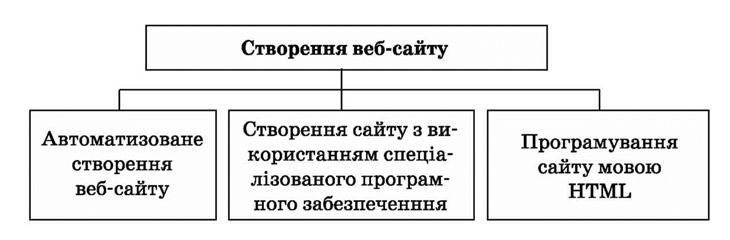 Створення веб-сайту
Автоматизоване
створення
веб-сайту
Створення сайту з ви-
користанням спеціа-
лізованого програм-
ного забезпеченння
Програмування
сайту мовою
HTML